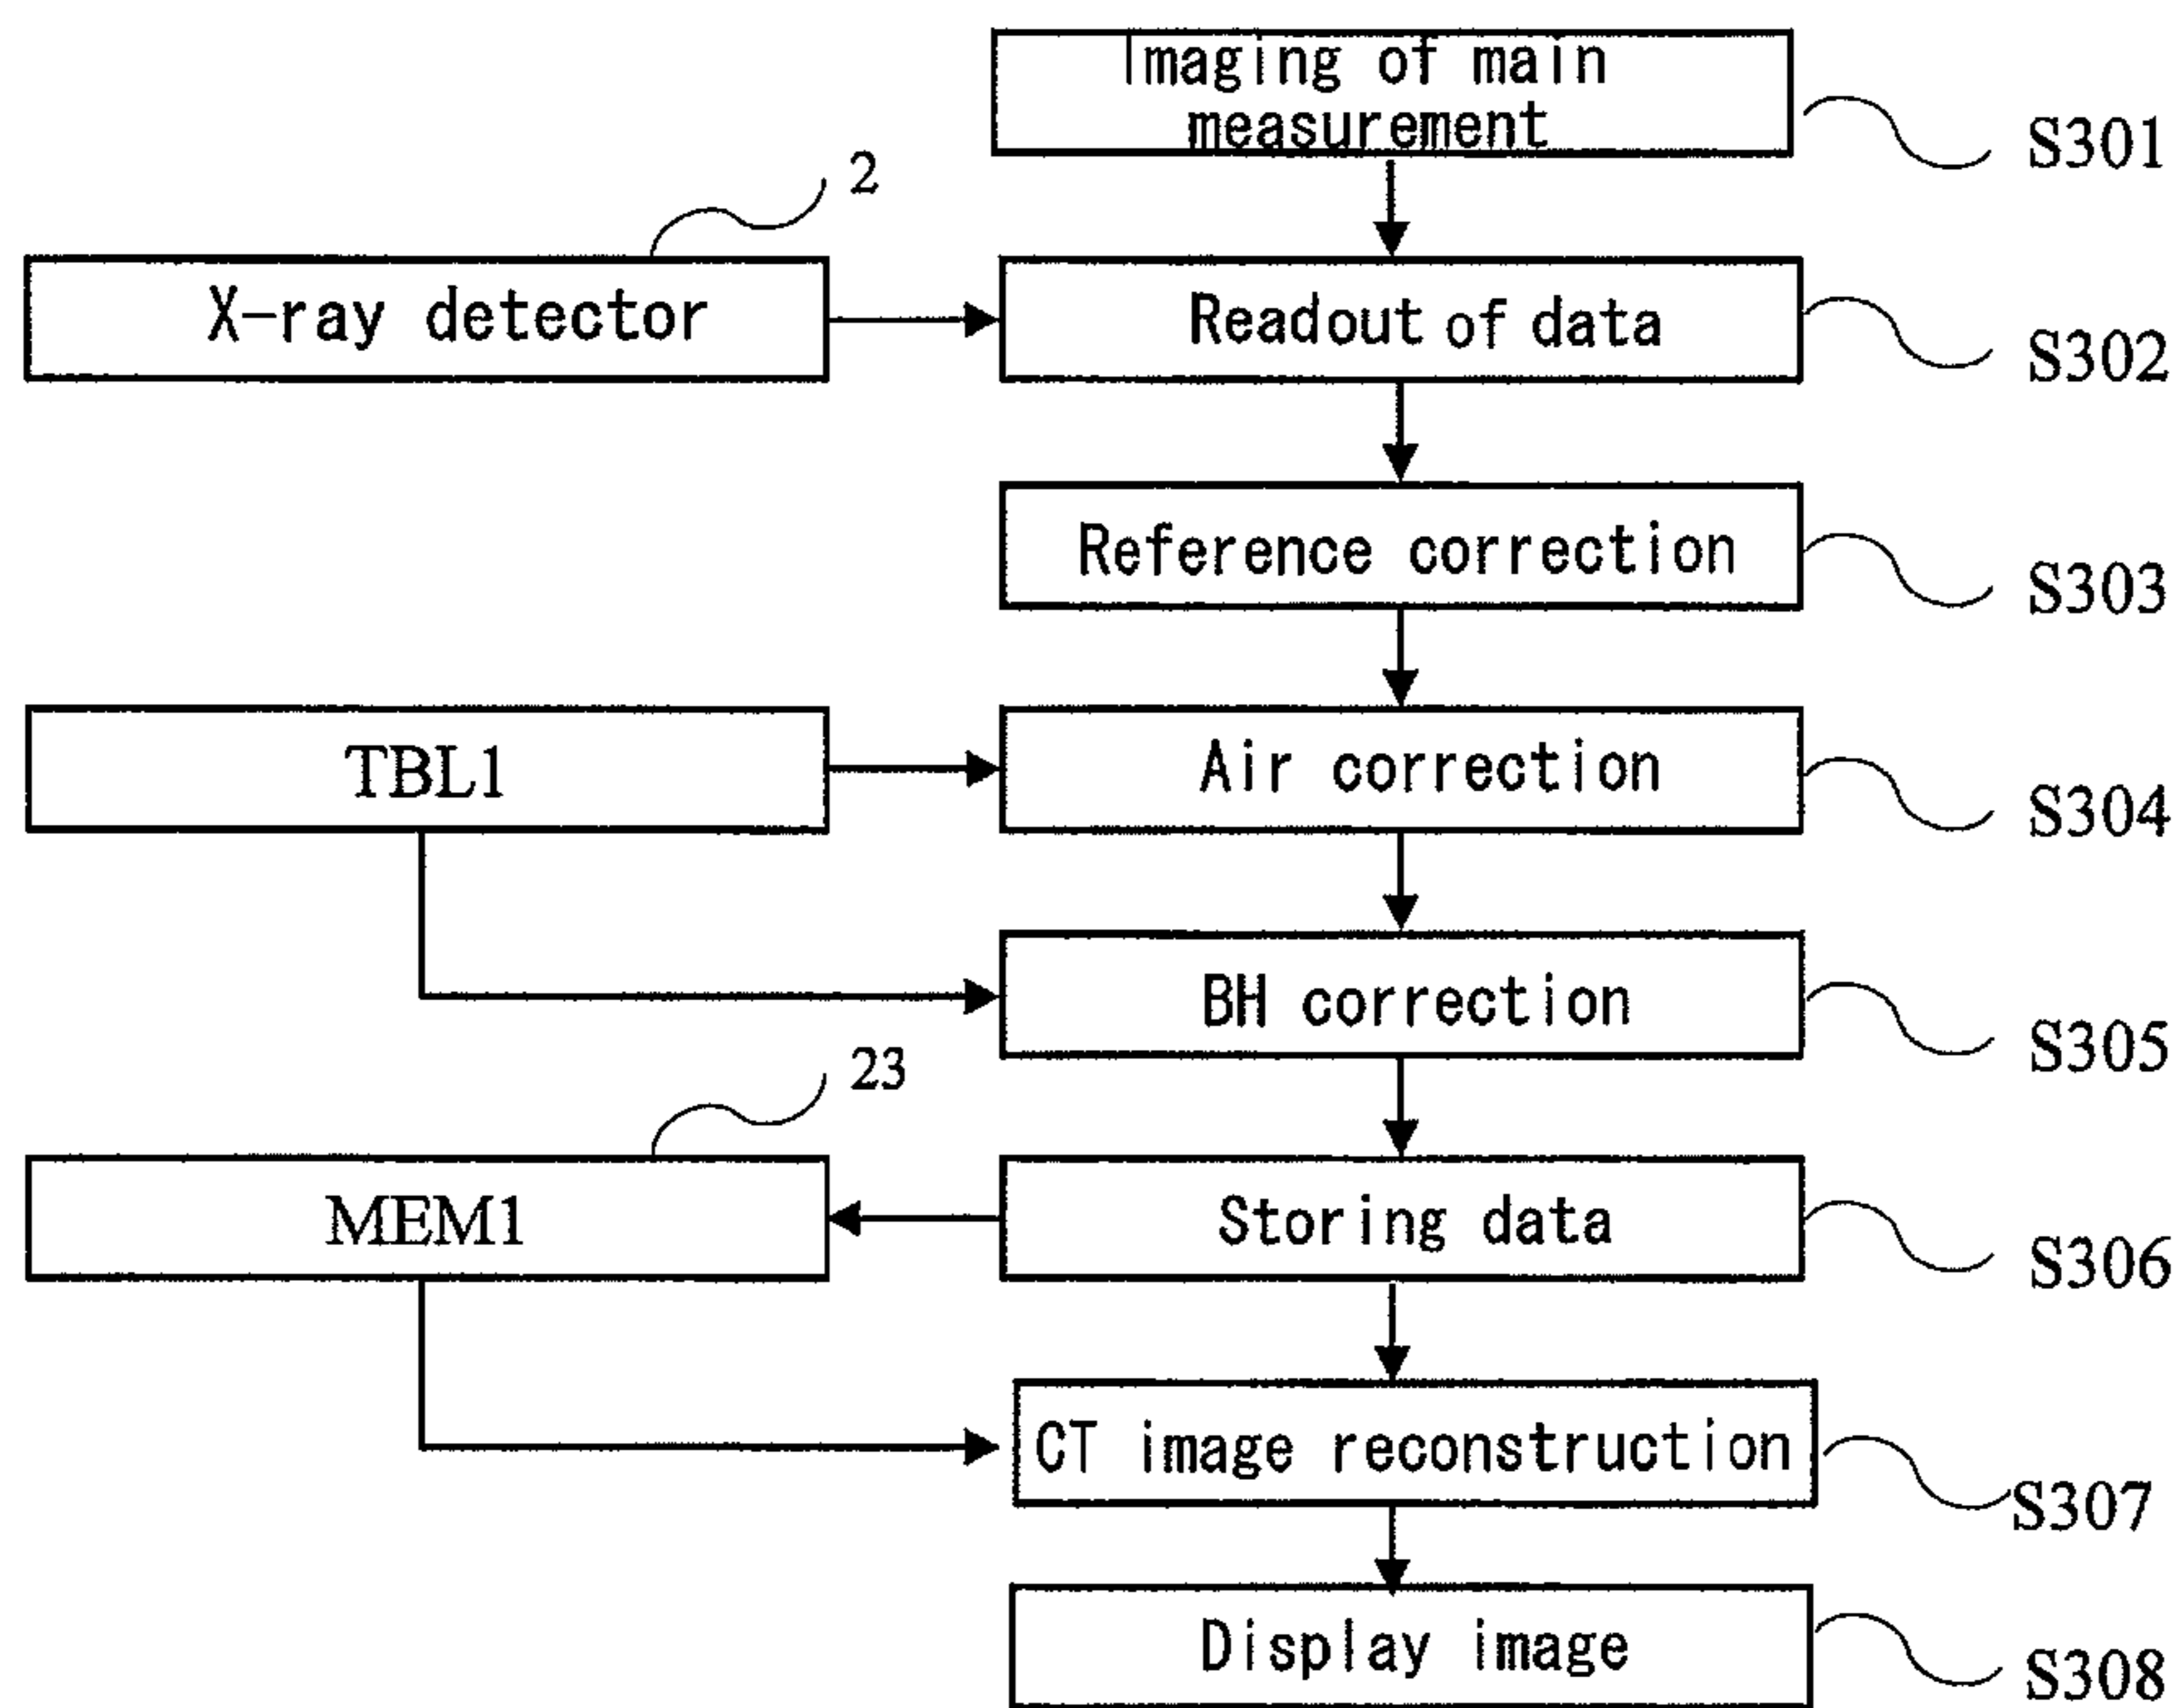 Imaging of main
measurement
S301
2
X-ray detector
Readout of data
S302
Reference correction
S303
TBL1
Air correction
S304
BH correction
S305
23
MEM1
Storing data
S306
CT image reconstruction
S307
Display image
S308